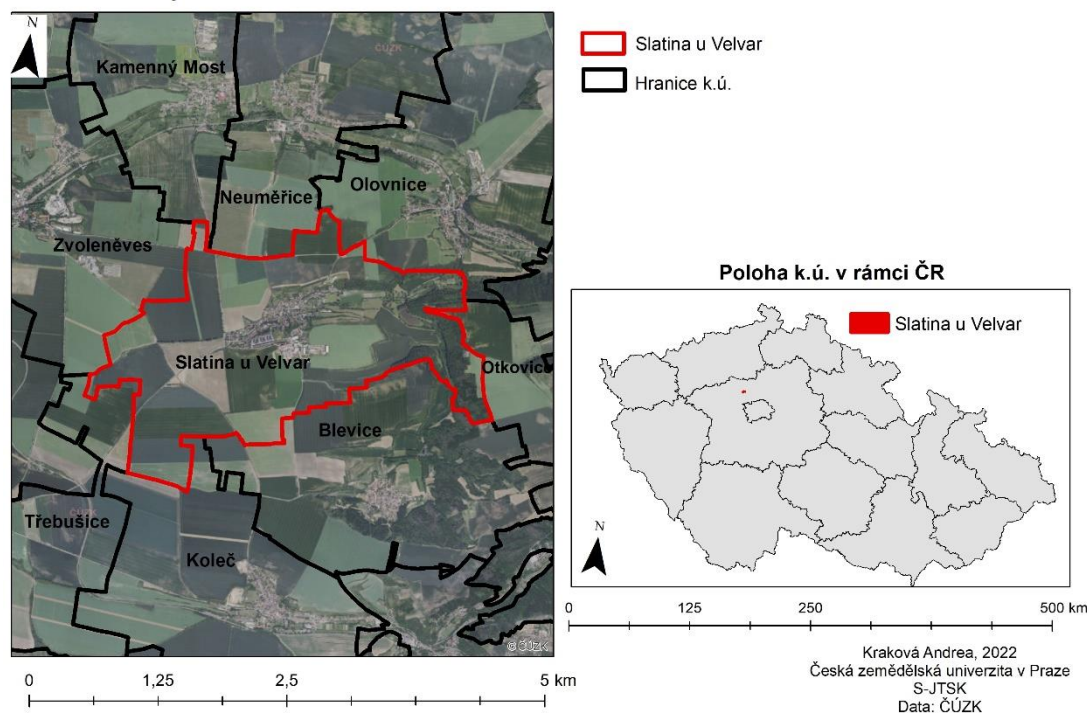 N
ČÚZK
Kamenný Most
Neuměřice
Olovnice
Zvoleněves
Slatina u Velvar
Otkovice
Blevice
Třebušice
ČÚZK
Koleč
© ČÚZK
0 1,25 2,5 5 km
Slatina u Velvar
Hranice k.ú.
Poloha k.ú. v rámci ČR
Slatina u Velvar
N
0 125 250 500 km
Kraková Andrea, 2022
Česká zemědělská univerzita v Praze
S-JTSK
Data: ČÚZK